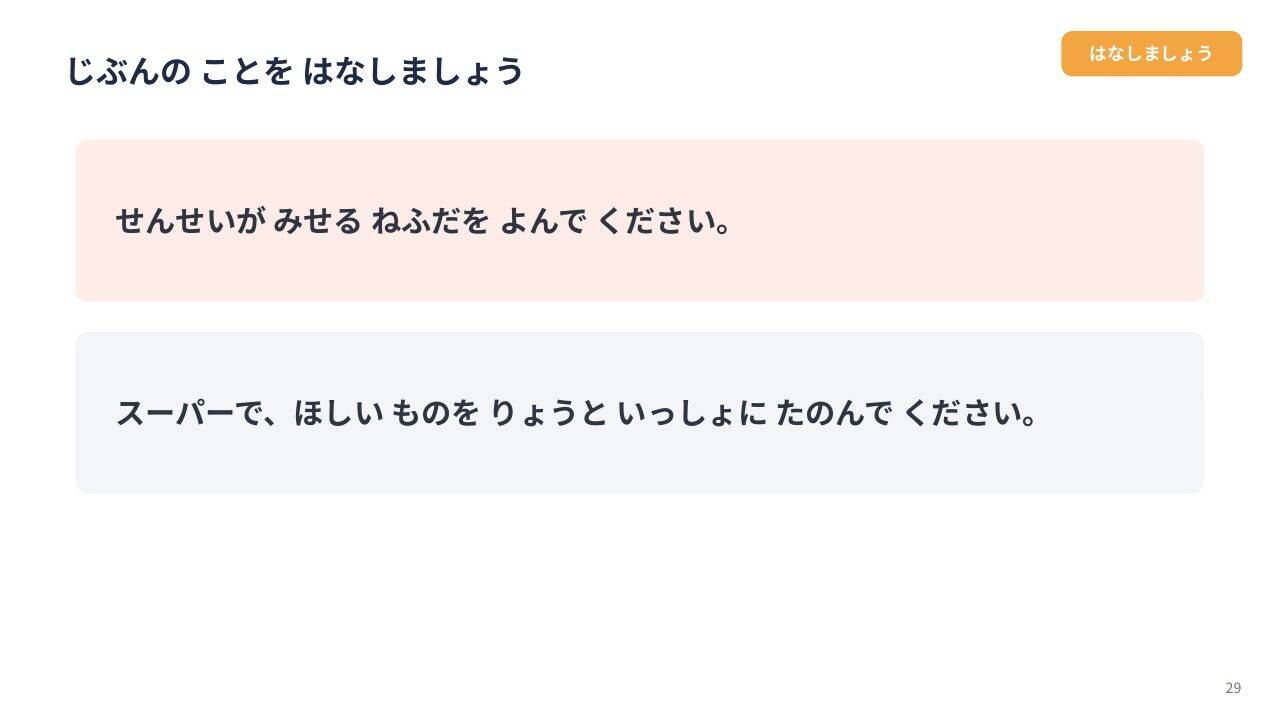 じぶんの ことを はなしましょう
はなしましょう
せんせいが みせる ねふだを よんで ください。
スーパーで、ほしい ものを りょうと いっしょに たのんで ください。
29